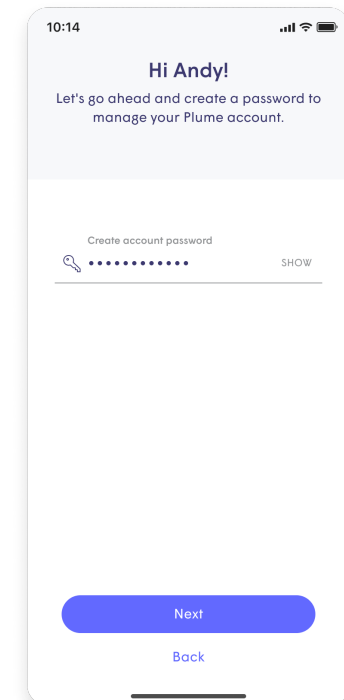 10:14
Hi Andy!
Let's go ahead and create a password to
manage your Plume account.
Create account password
••••••••••••
SHOW
Next
Back